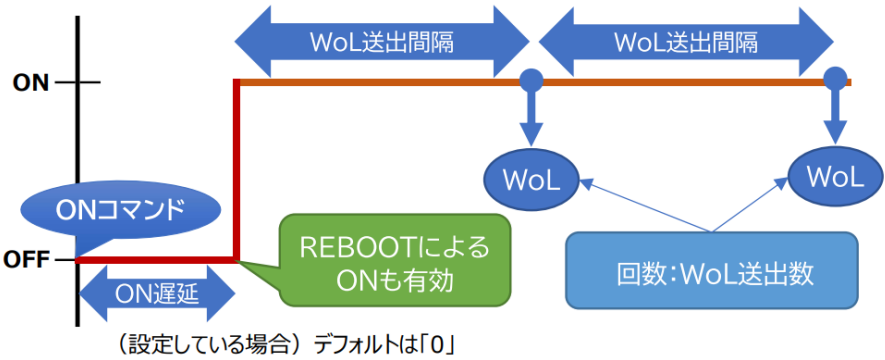 WoL送出間隔
WoL送出間隔
ON
WoL
WoL
ONコマンド
REBOOTによる
ONも有効
OFF
回数:WoL送出数
ON遅延
（設定している場合）デフォルトは「0」